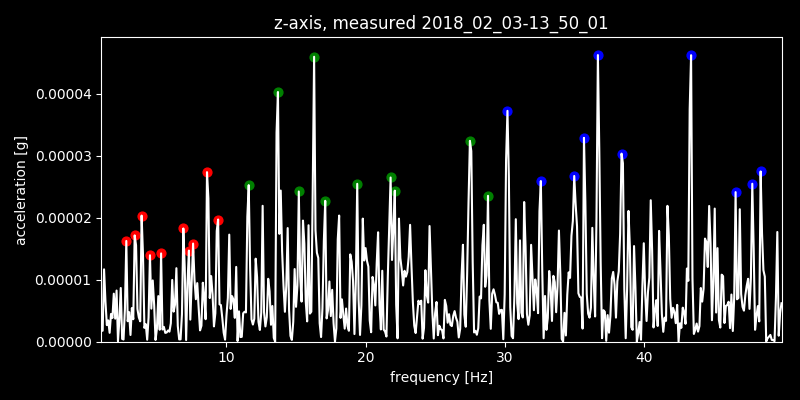 z-axis, measured 2018_02_03-13_50_01
0.00004
0.00003
0.00002
0.00001
0.00000
acceleration [g]
10 20 30 40
frequency [Hz]